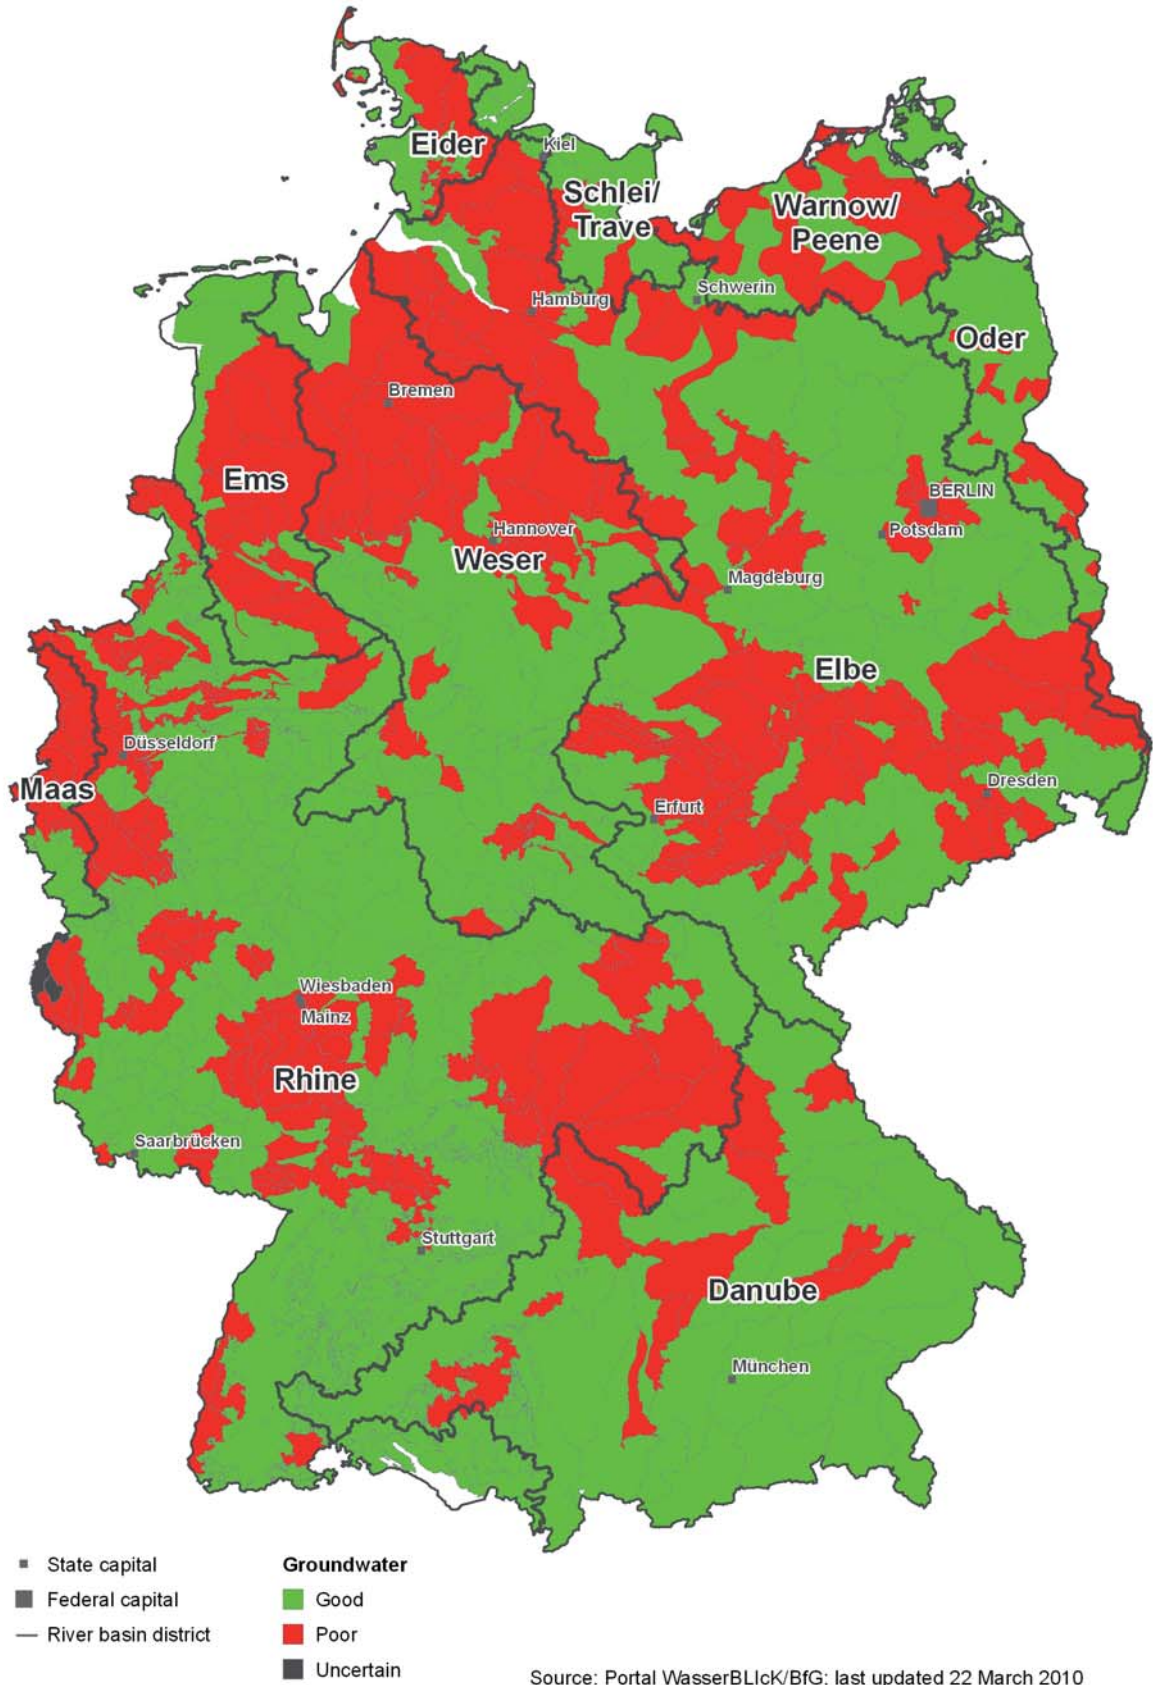 Eider
Kiel
Schlei/
Trave
Warnow/
Peene
Schwerin
Hamburg
Oder
Bremen
Ems
BERLIN
Hannover
Potsdam
Weser
Magdeburg
Elbe
Düsseldorf
Maas
Dresden
Erfurt
Wiesbaden
Mainz
Rhine
Saarbrücken
Stuttgart
Danube
München
State capital
Federal capital
River basin district
Groundwater
Good
Poor
Uncertain
Source: Portal WasserBLIcK/BfG; last updated 22 March 2010